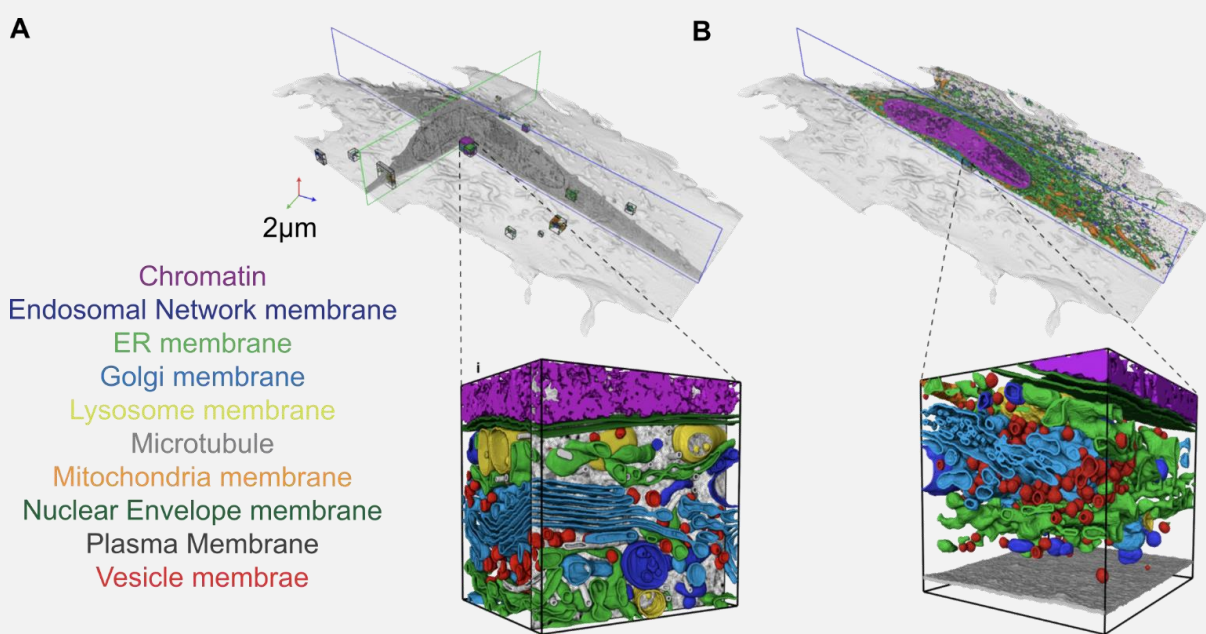 A
B
2μm
Chromatin
Endosomal Network membrane
ER membrane
Golgi membrane
Lysosome membrane
Microtubule
Mitochondria membrane
Nuclear Envelope membrane
Plasma Membrane
Vesicle membrae
i